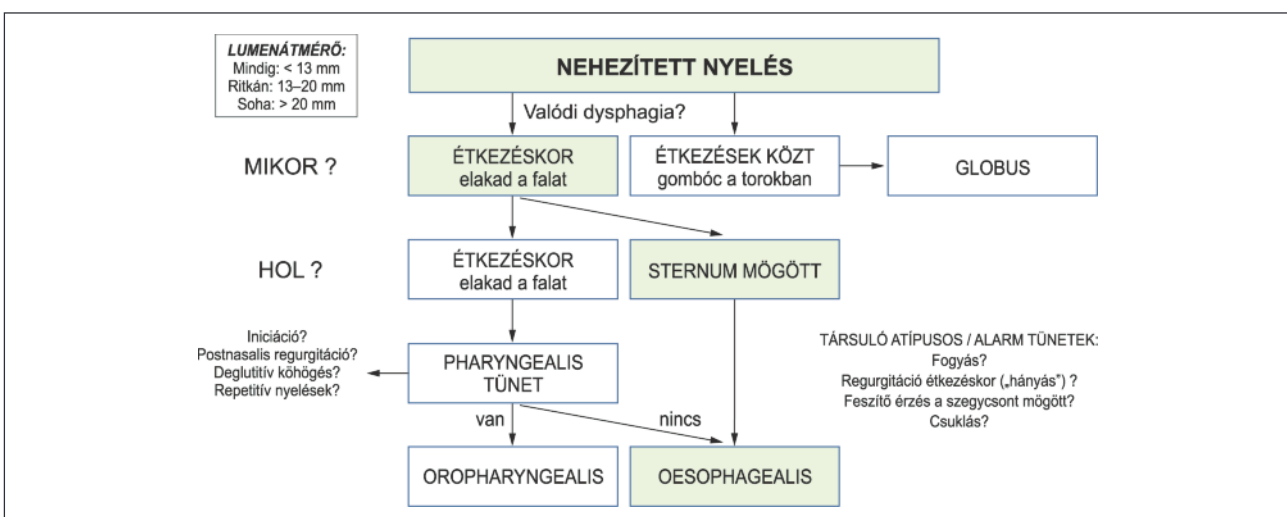 LUMENÁTMÉRŐ:
Mindig: < 13 mm
Ritkán: 13–20 mm
Soha: > 20 mm
NEHEZÍTETT NYELÉS
Valódi dysphagia?
MIKOR ?
ÉTKEZÉSKOR
elakad a falat
ÉTKEZÉSEK KÖZT
gombóc a torokban
GLOBUS
HOL ?
ÉTKEZÉSKOR
elakad a falat
STERNUM MÖGÖTT
Iniciáció?
Postnasalis regurgitáció?
Deglutitív köhögés?
Repetitív nyelések?
PHARYNGEALIS
TÜNET
TÁRSULÓ ATÍPUSOS / ALARM TÜNETEK:
Fogyás?
Regurgitáció étkezéskor („hányás”) ?
Feszítő érzés a szegycsont mögött?
Csuklás?
van
nincs
OROPHARYNGEALIS
OESOPHAGEALIS